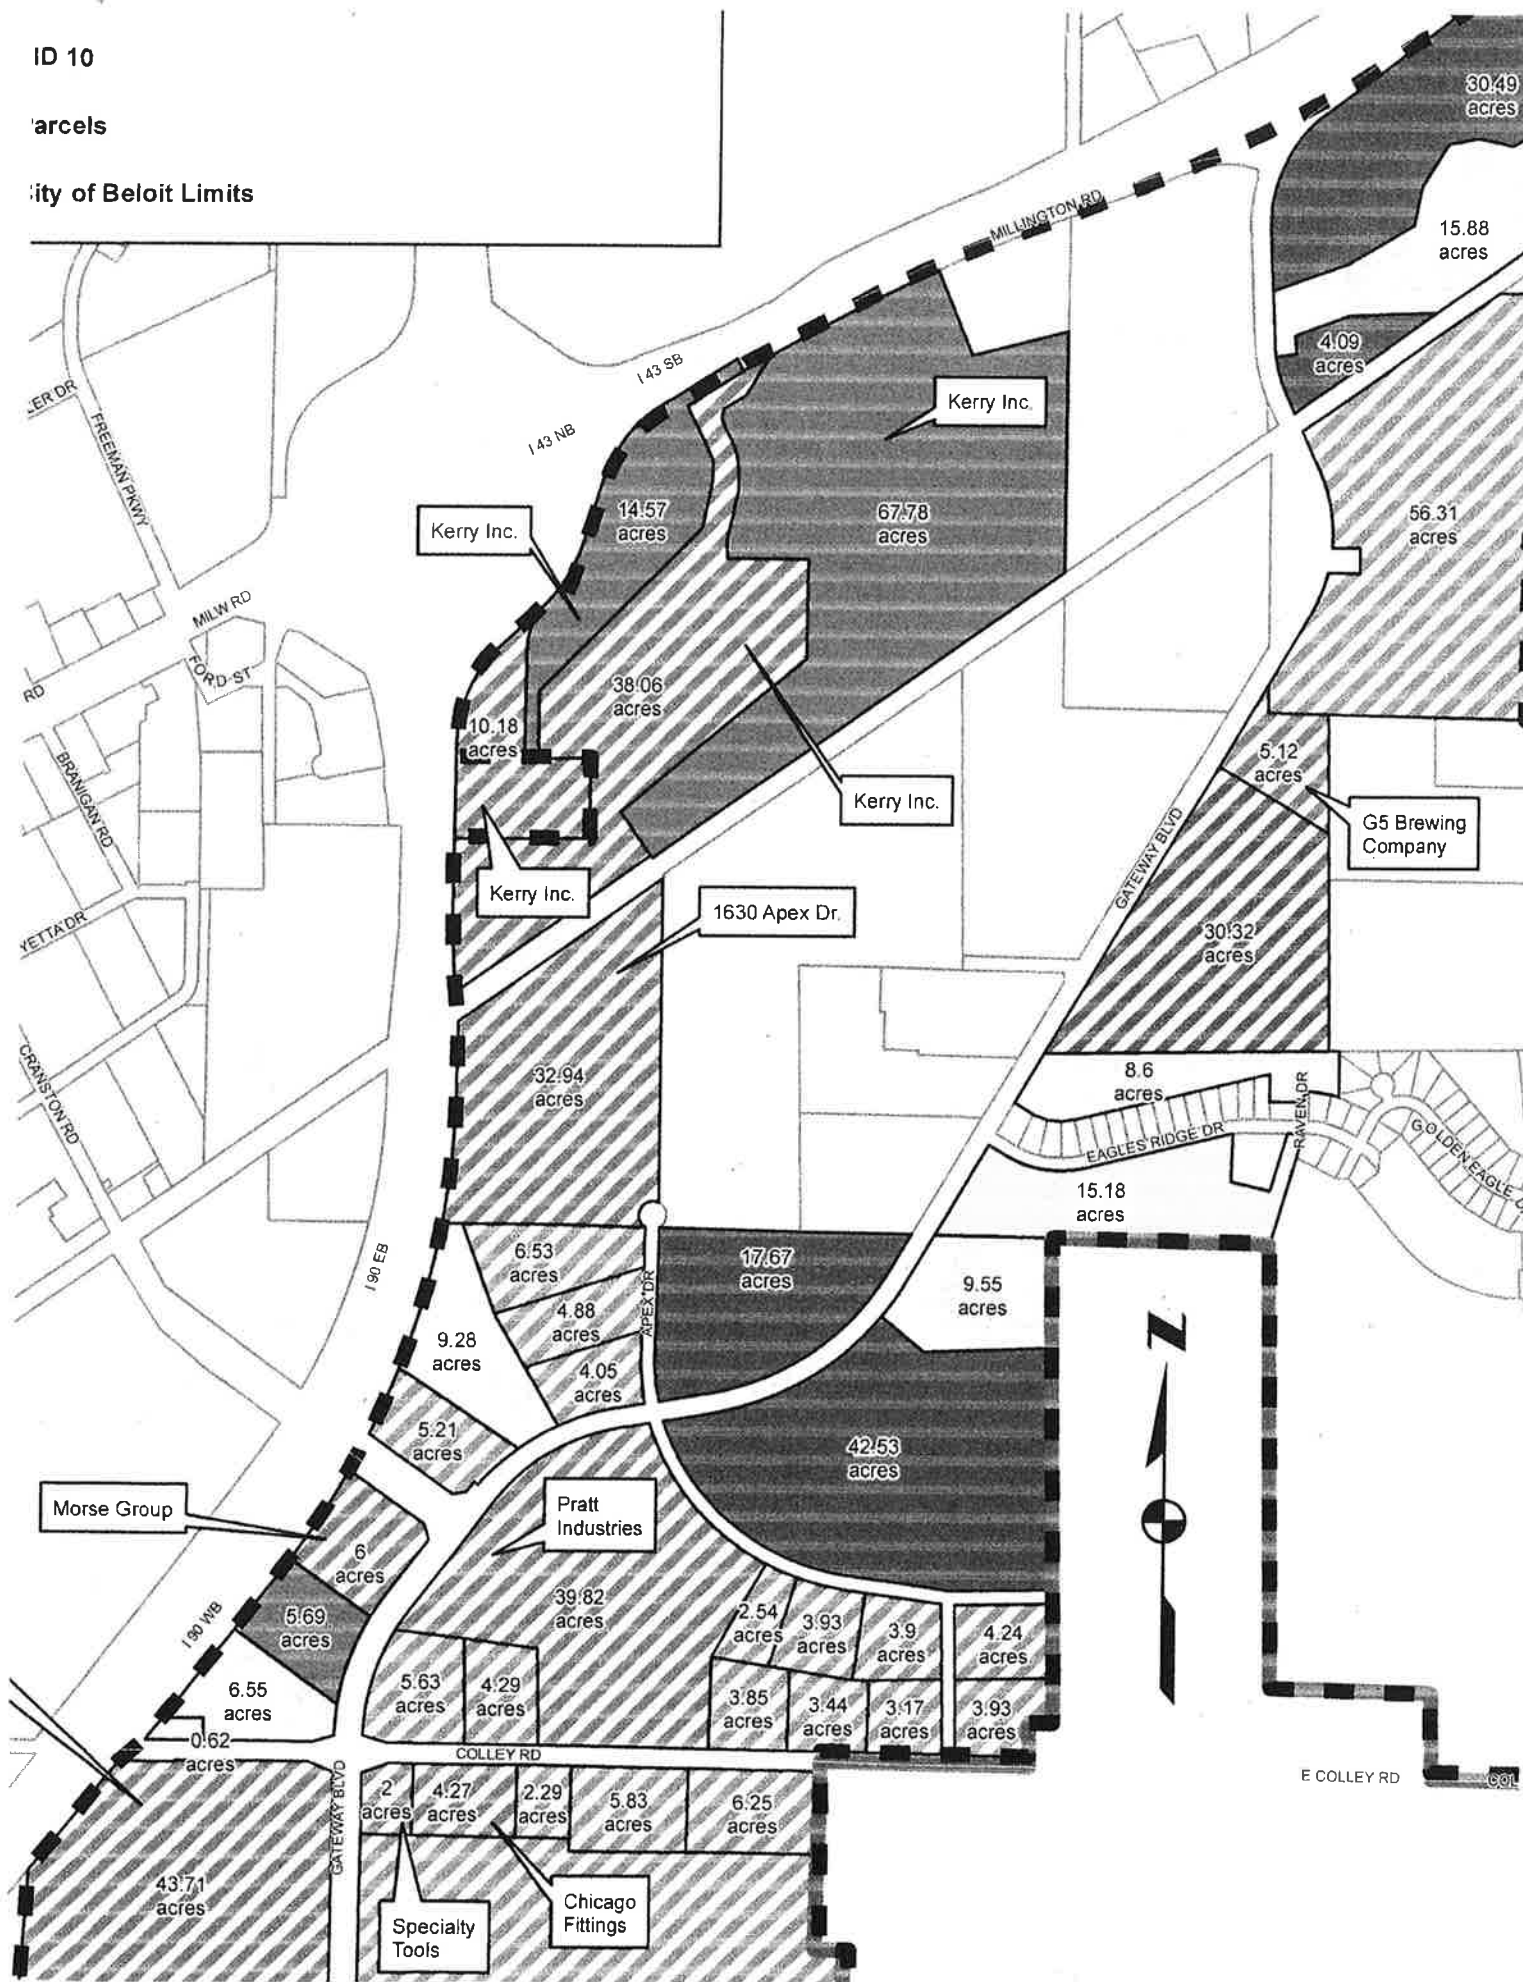 ID 10
arcels
ity of Beloit Limits
30.49
acres
MILLINGTON RD
15.88
acres
4.09
acres
I 43 SB
I 43 NB
LER DR
FREEMAN PKWY
Kerry Inc.
Kerry Inc.
14.57
acres
67.78
acres
56.31
acres
MILW RD
FORD ST
RD
38.06
acres
10.18
acres
Kerry Inc.
5.12
acres
G5 Brewing
Company
BRANIGAN RD
GATEWAY BLVD
Kerry Inc.
1630 Apex Dr.
YETTA DR
30.32
acres
CRANSTON RD
32.94
acres
8.6
acres
RAVEN DR
EAGLES RIDGE DR
GOLDEN EAGLE
15.18
acres
I 90 EB
6.53
acres
17.67
acres
9.55
acres
4.88
acres
APEX DR
9.28
acres
4.05
acres
5.21
acres
42.53
acres
Morse Group
Pratt
Industries
6
acres
39.82
acres
5.69
acres
I 90 WB
2.54
acres
3.93
acres
3.9
acres
4.24
acres
5.63
acres
4.29
acres
3.85
acres
3.44
acres
3.17
acres
3.93
acres
6.55
acres
0.62
acres
COLLEY RD
E COLLEY RD
COL
GATEWAY BLVD
2
acres
4.27
acres
2.29
acres
5.83
acres
6.25
acres
43.71
acres
Specialty
Tools
Chicago
Fittings
N